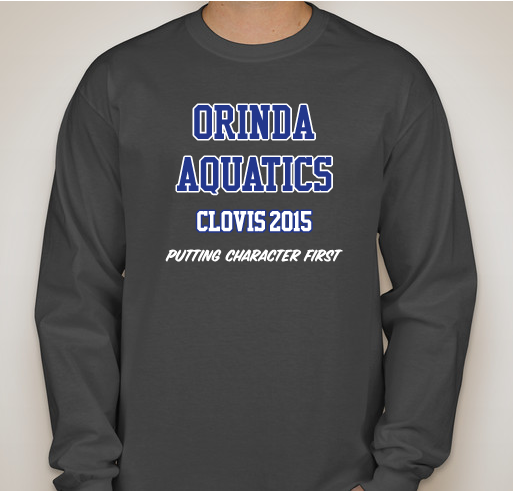 ORINDA
AQUATICS
CLOVIS 2015
PUTTING CHARACTER FIRST